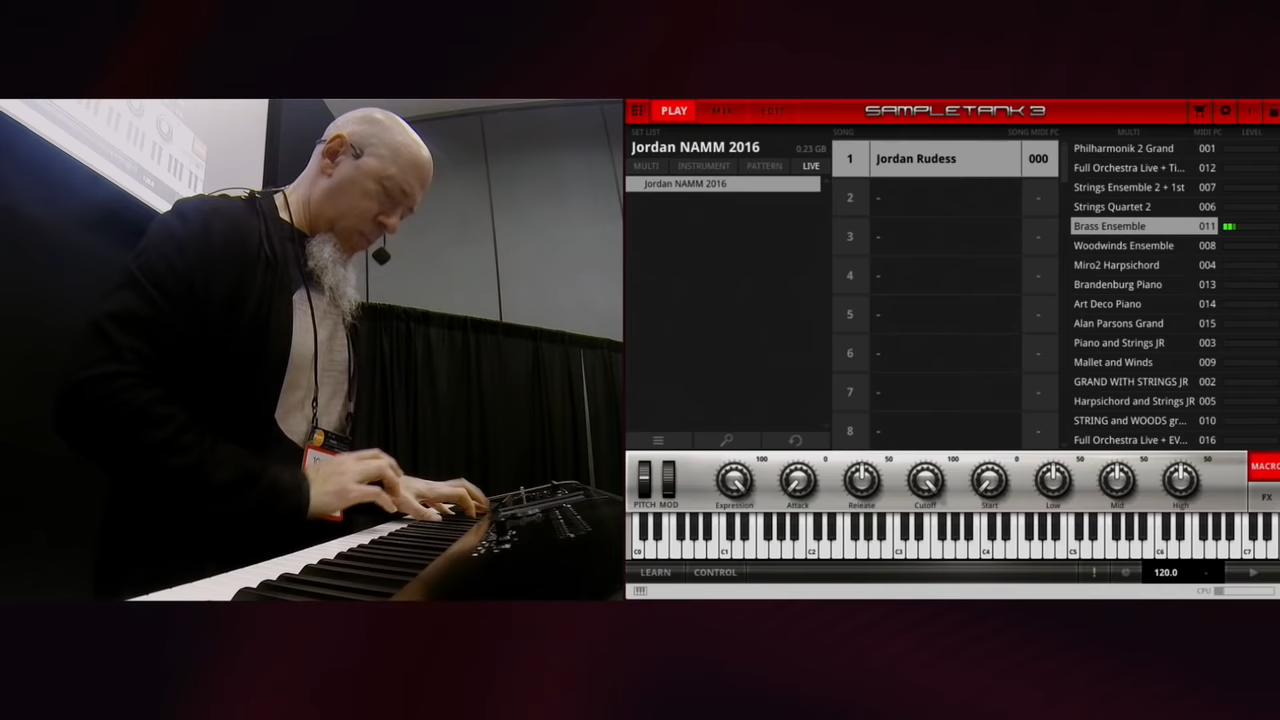 PLAY MIX EDIT SAMPLETANK 3
SET LIST SONG SONG MIDI PC MULTI MIDI PC LEVEL
Jordan NAMM 2016 0.23 GB
MULTI INSTRUMENT PATTERN LIVE
Jordan NAMM 2016
1 Jordan Rudess 000
2 - -
3 - -
4 - -
5 - -
6 - -
7 - -
8 - -
Philharmonik 2 Grand 001
Full Orchestra Live + Ti... 012
Strings Ensemble 2 + 1st 007
Strings Quartet 2 006
Brass Ensemble 011
Woodwinds Ensemble 008
Miro2 Harpsichord 004
Brandenburg Piano 013
Art Deco Piano 014
Alan Parsons Grand 015
Piano and Strings JR 003
Mallet and Winds 009
GRAND WITH STRINGS JR 002
Harpsichord and Strings JR 005
STRING and WOODS gr... 010
Full Orchestra Live + EV... 016
100 0 50 100 0 50 50 50
MACRO
PITCH MOD Expression Attack Release Cutoff Start Low Mid High
FX
C0 C1 C2 C3 C4 C5 C6 C7
LEARN CONTROL ! 120.0 -
CPU